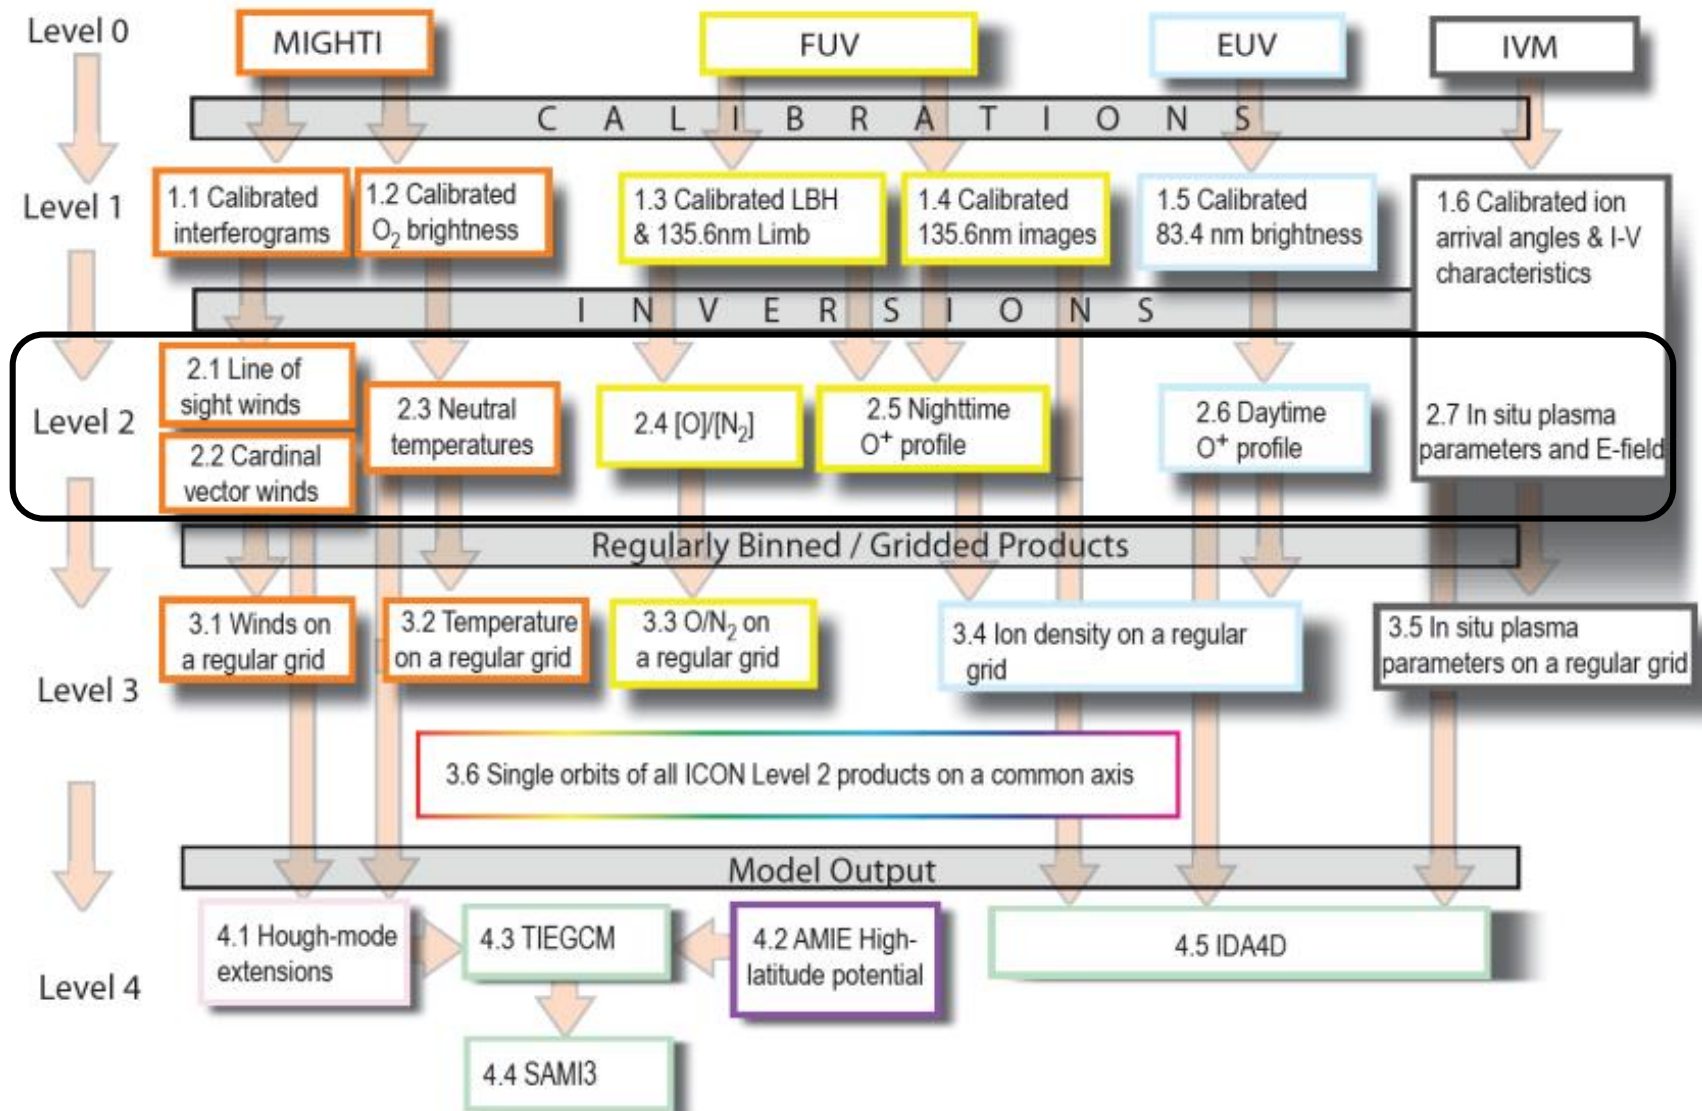 Level 0
MIGHTI
FUV
EUV
IVM
C A L I B R A T I O N S
Level 1
1.1 Calibrated
interferograms
1.2 Calibrated
O₂ brightness
1.3 Calibrated LBH
& 135.6nm Limb
1.4 Calibrated
135.6nm images
1.5 Calibrated
83.4 nm brightness
1.6 Calibrated ion
arrival angles & I-V
characteristics
I N V E R S I O N S
Level 2
2.1 Line of
sight winds
2.2 Cardinal
vector winds
2.3 Neutral
temperatures
2.4 [O]/[N₂]
2.5 Nighttime
O⁺ profile
2.6 Daytime
O⁺ profile
2.7 In situ plasma
parameters and E-field
Regularly Binned / Gridded Products
Level 3
3.1 Winds on
a regular grid
3.2 Temperature
on a regular grid
3.3 O/N₂ on
a regular grid
3.4 Ion density on a regular
grid
3.5 In situ plasma
parameters on a regular grid
3.6 Single orbits of all ICON Level 2 products on a common axis
Model Output
Level 4
4.1 Hough-mode
extensions
4.3 TIEGCM
4.2 AMIE High-
latitude potential
4.5 IDA4D
4.4 SAMI3